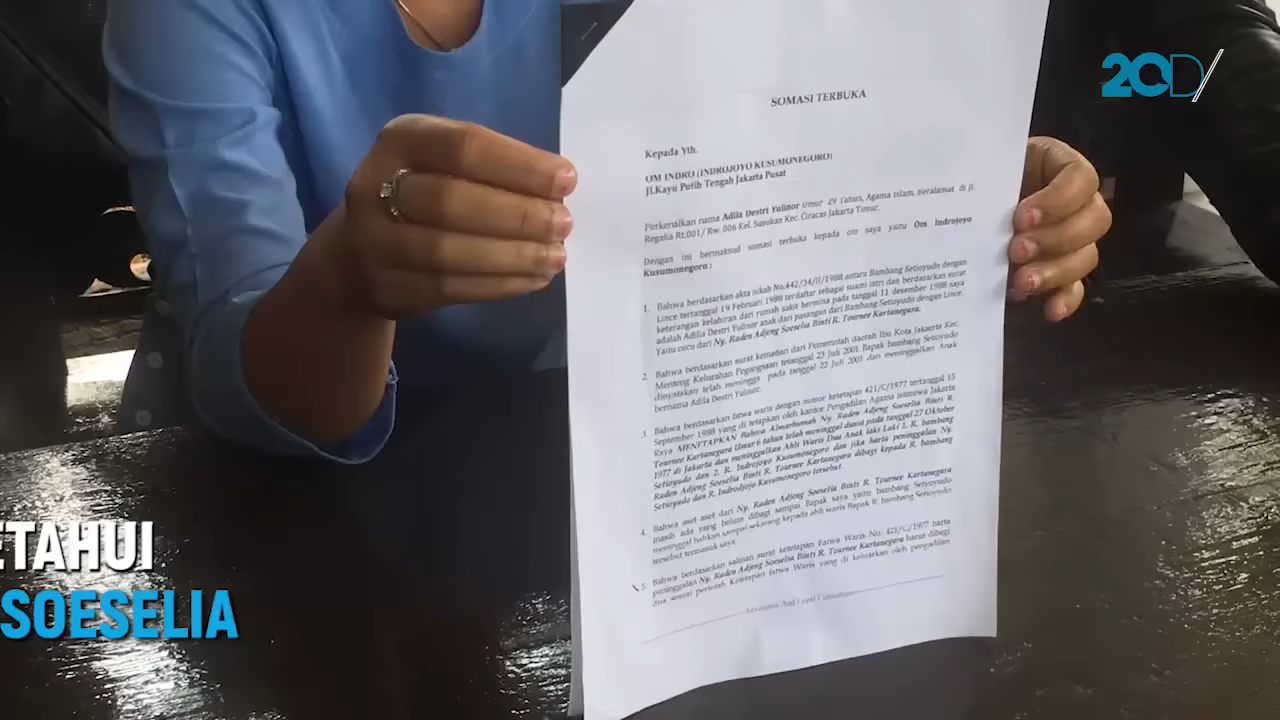 20D/
SOMASI TERBUKA
Kepada Yth.
OM INDRO (INDROJOYO KUSUMONEGORO)
Jl.Kayu Putih Tengah Jakarta Pusat
Perkenalkan nama Adila Destri Yulinor Umur 29 Tahun, Agama Islam, Beralamat di jl.
Regalia Rt.001/ Rw. 006 Kel. Susukan Kec. Ciracas Jakarta Timur.
Dengan ini bermaksud somasi terbuka kepada om saya yaitu Om Indrojoyo
Kusumonegoro :
1. Bahwa berdasarkan akta nikah No.442/34/II/1988 antara Bambang Setioyudo dengan
Lince tertanggal 19 Februari 1988 terdaftar sebagai suami istri dan berdasarkan surat
keterangan kelahiran dari rumah sakit hermina pada tanggal 11 desember 1988 saya
adalah Adilia Destri Yulinor anak dari pasangan dari Bambang Setioyudo dengan Lince.
Yaitu cucu dari Ny. Raden Adjeng Soeselia Binti R. Tournee Kartanegara.
2. Bahwa berdasarkan surat kematian dari Pemerintah daerah Ibu Kota Jakaerta Kec.
Menteng Kelurahan Pegangsaan tetanggal 23 Juli 2001 Bapak bambang Setioyudo
dinyatakan telah meningga pada tanggal 22 Juli 2001 dan meninggalkan Anak
bernama Adila Destri Yulinor.
3. Bahwa berdasarkan fatwa waris dengan nomor ketetapan 421/C/1977 tertanggal 15
September 1988 yang di tetapkan oleh kantor Pengadilan Agama istimiwa Jakarta
Raya MENETAPKAN Bahwa Almarhumah Ny. Raden Adjeng Soeselia Binti R.
Tournee Kartanegara Umur 6 tahun telah meninggal dunsa pada tanggal 27 Oktober
1977 di Jakarta dan meninggalkan Ahli Waris Dua Anak laki Laki 1. R. bambang
Setioyudo dan 2. R. Indrojoyo Kusumonegoro dan jika harta peninggalan Ny.
Raden Adjeng Soeselia Binti R. Tournee Kartanegara dibagi kepada R. bambang
Setioyudo dan R. Indrodjojo Kusumonegoro tersebut.
4. Bahwa aset aset dari Ny. Raden Adjeng Soeselia Binti R. Tournee Kartanegara
masih ada yang belum dibagi sampai Bapak saya yaitu bambang Setioyudo
meninggal bahkan sampai sekarang kepada ahli waris Bapak R. bambang Setioyudo
tersebut termasuk saya.
5. Bahwa berdasarkan salinan surat ketetapan Fatwa Waris No. 421/C/1977 harta
peninggalan Ny. Raden Adjeng Soeselia Binti R. Tournee Kartanegara harus dibagi
dua sesuai perintah Ketetapan fatwa Waris yang di keluarkan oleh pengadilan
Advocates And Legal Consultants
ETAHUI
SOESELIA